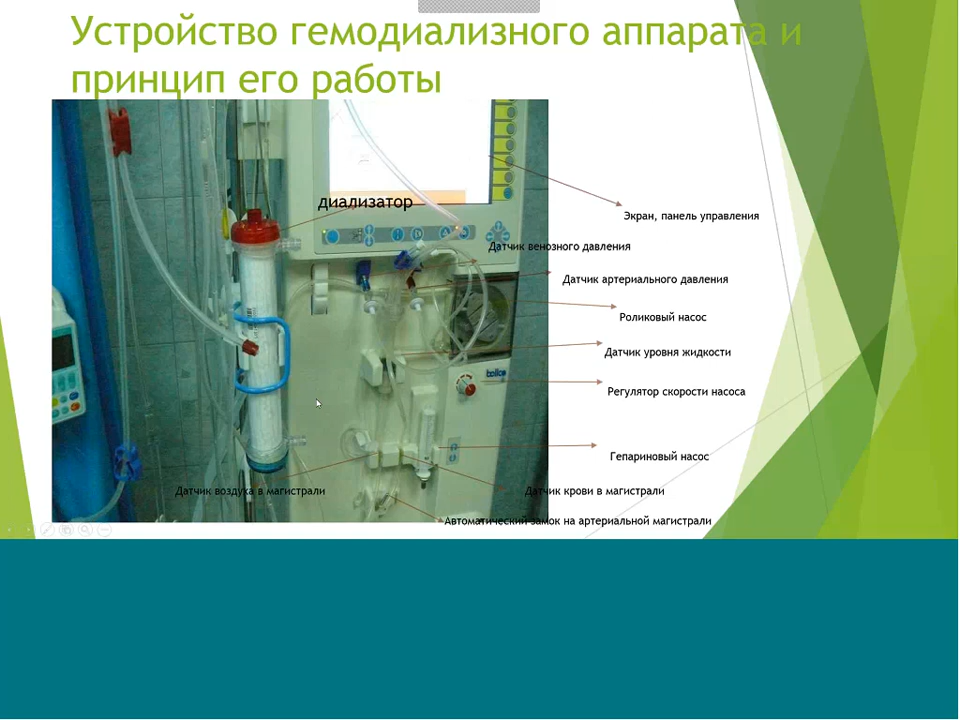 Устройство гемодиализного аппарата и
принцип его работы
диализатор
Экран, панель управления
Датчик венозного давления
Датчик артериального давления
Роликовый насос
Датчик уровня жидкости
Регулятор скорости насоса
Гепариновый насос
Датчик воздуха в магистрали
Датчик крови в магистрали
Автоматический замок на артериальной магистрали